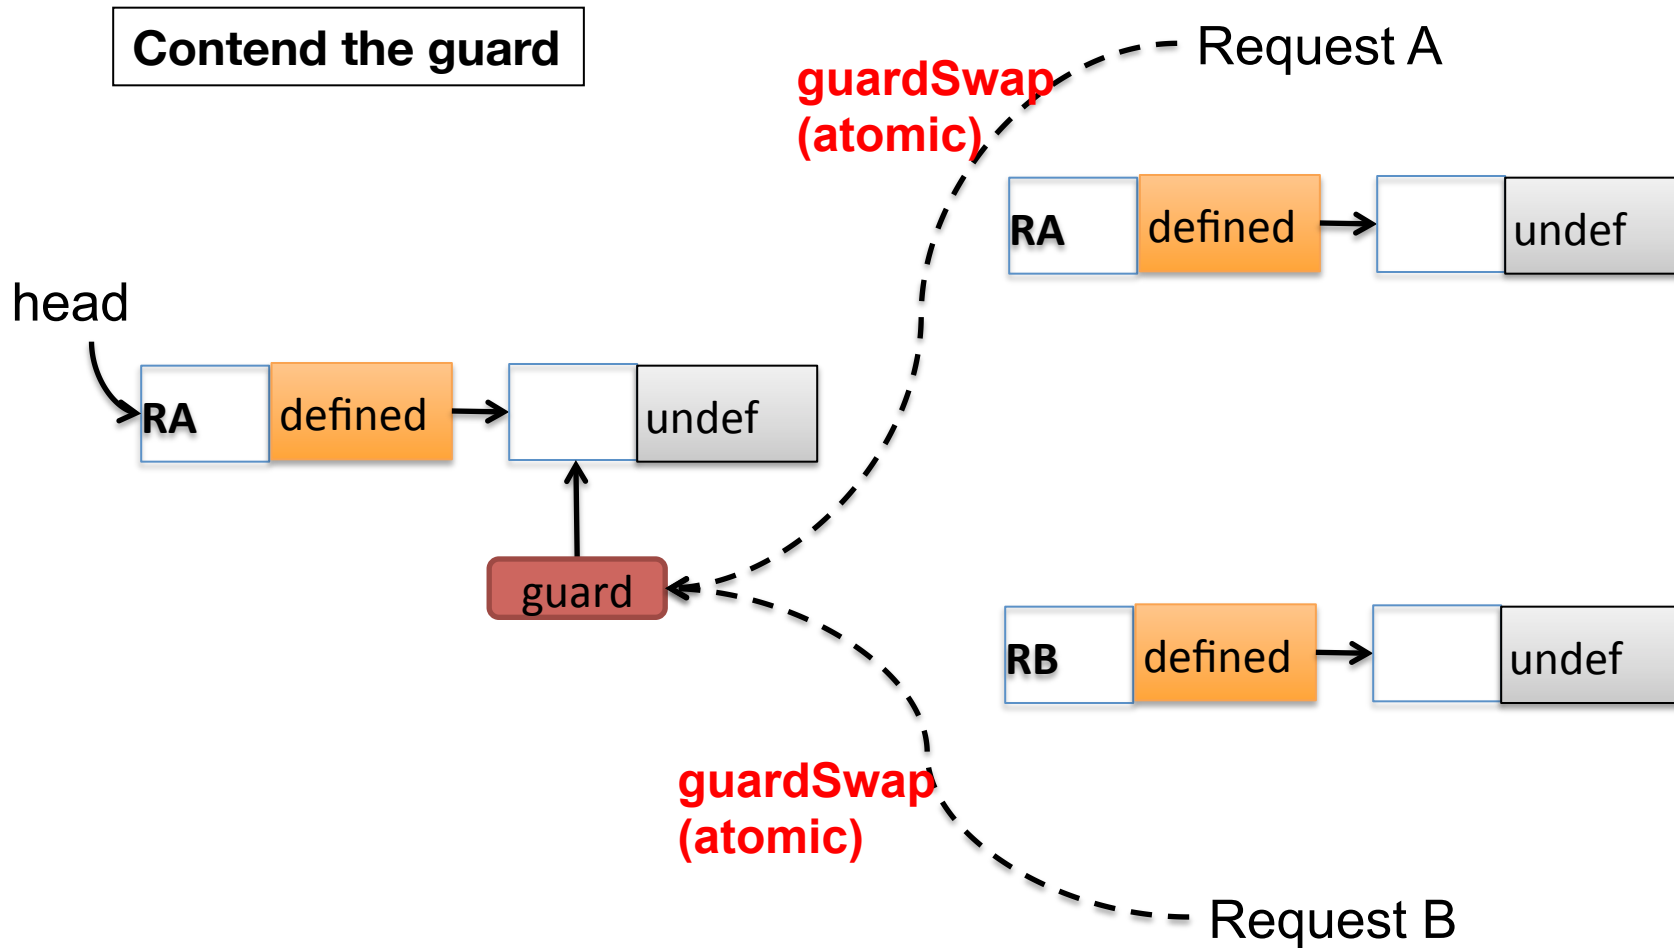 Contend the guard
Request A
guardSwap
(atomic)
RA defined undef
head
RA defined undef
guard
RB defined undef
guardSwap
(atomic)
Request B